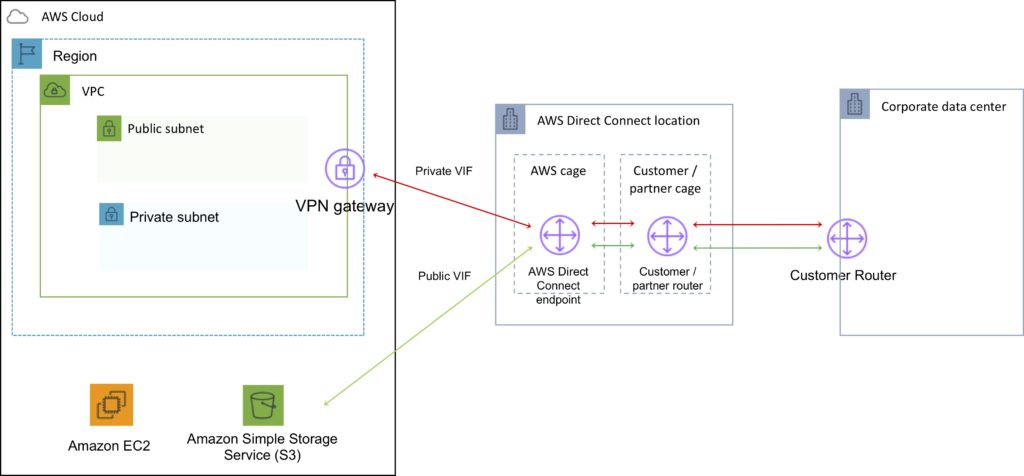 AWS Cloud
Region
VPC
Public subnet
Private subnet
VPN gateway
Private VIF
Public VIF
AWS Direct Connect location
AWS cage
Customer /
partner cage
AWS Direct
Connect
endpoint
Customer /
partner router
Corporate data center
Customer Router
Amazon EC2
Amazon Simple Storage
Service (S3)